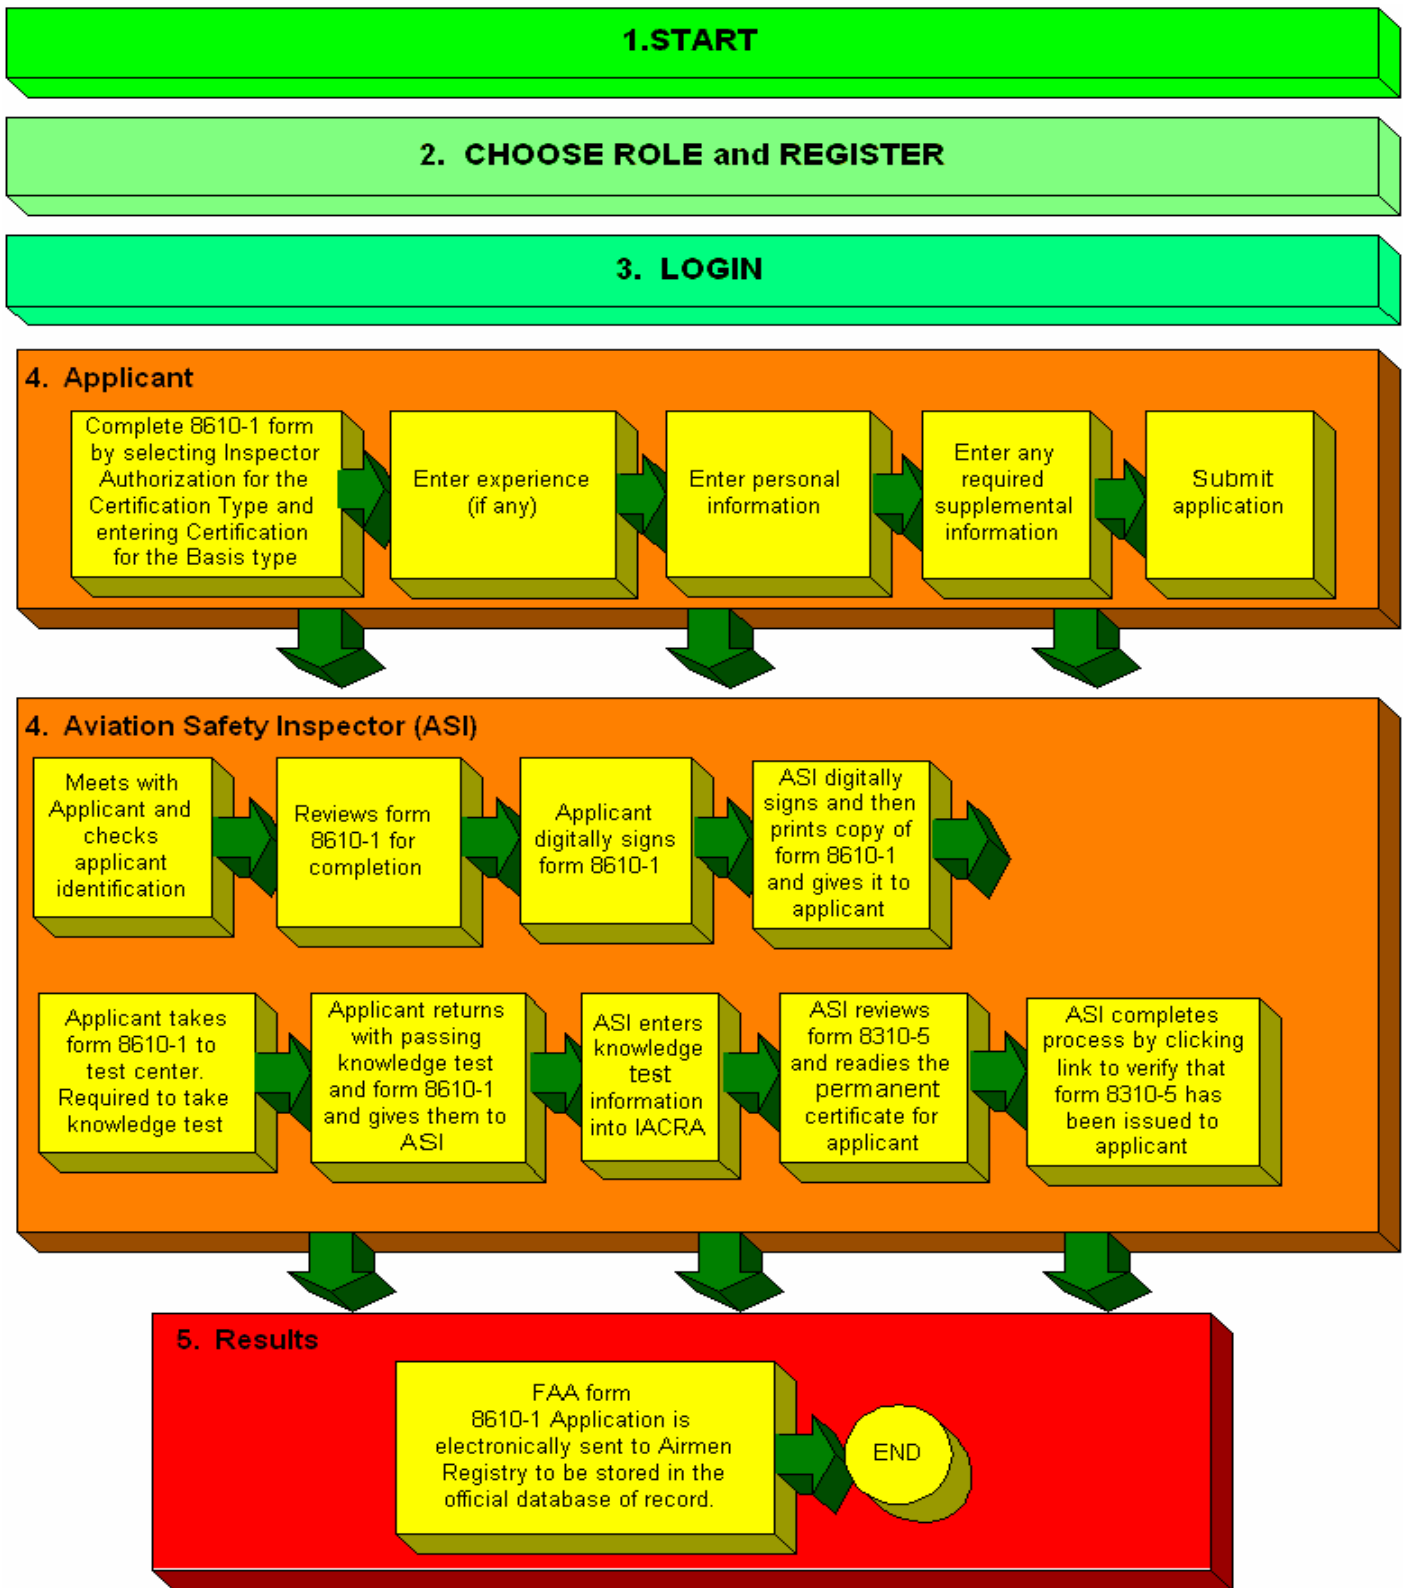 1.START
2. CHOOSE ROLE and REGISTER
3. LOGIN
4. Applicant
Complete 8610-1 form
by selecting Inspector
Authorization for the
Certification Type and
entering Certification
for the Basis type
Enter experience
(if any)
Enter personal
information
Enter any
required
supplemental
information
Submit
application
4. Aviation Safety Inspector (ASI)
Meets with
Applicant and
checks
applicant
identification
Reviews form
8610-1 for
completion
Applicant
digitally signs
form 8610-1
ASI digitally
signs and then
prints copy of
form 8610-1
and gives it to
applicant
Applicant takes
form 8610-1 to
test center.
Required to take
knowledge test
Applicant returns
with passing
knowledge test
and form 8610-1
and gives them to
ASI
ASI enters
knowledge
test
information
into IACRA
ASI reviews
form 8310-5
and readies the
permanent
certificate for
applicant
ASI completes
process by clicking
link to verify that
form 8310-5 has
been issued to
applicant
5. Results
FAA form
8610-1 Application is
electronically sent to Airmen
Registry to be stored in the
official database of record.
END